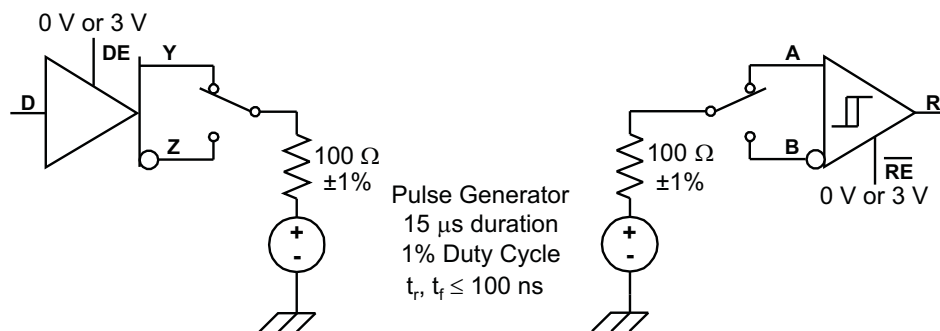 0 V or 3 V
DE
Y
D
Z
100 Ω
±1%
+
-
Pulse Generator
15 μs duration
1% Duty Cycle
tr, tf ≤ 100 ns
A
B
R
RE
0 V or 3 V
100 Ω
±1%
+
-